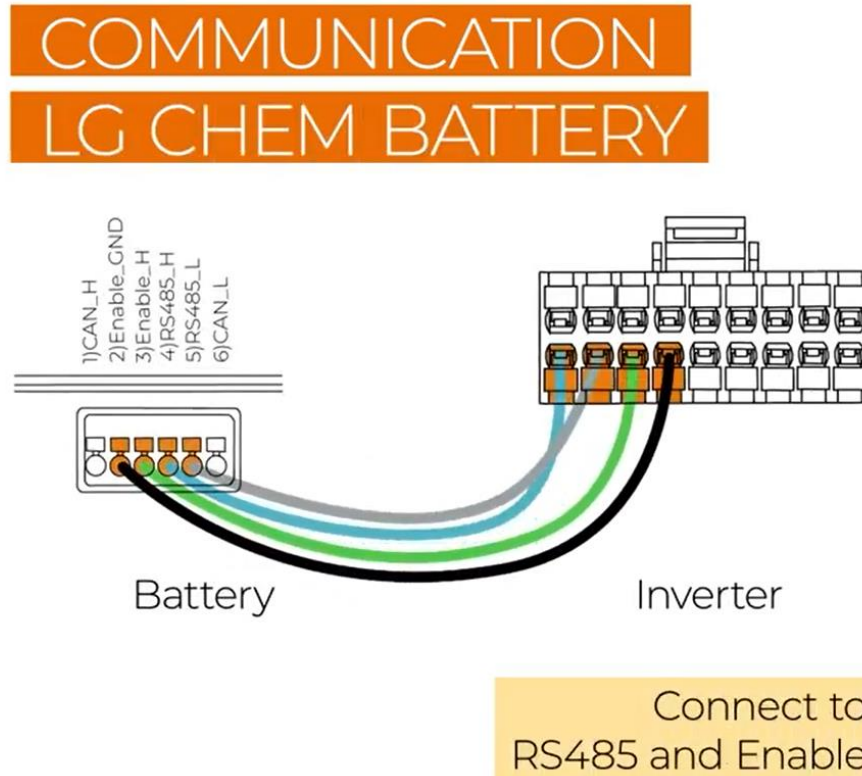 COMMUNICATION
LG CHEM BATTERY
1)CAN_H
2)Enable_GND
3)Enable_H
4)RS485_H
5)RS485_L
6)CAN_L
Battery
Inverter
Connect to
RS485 and Enable